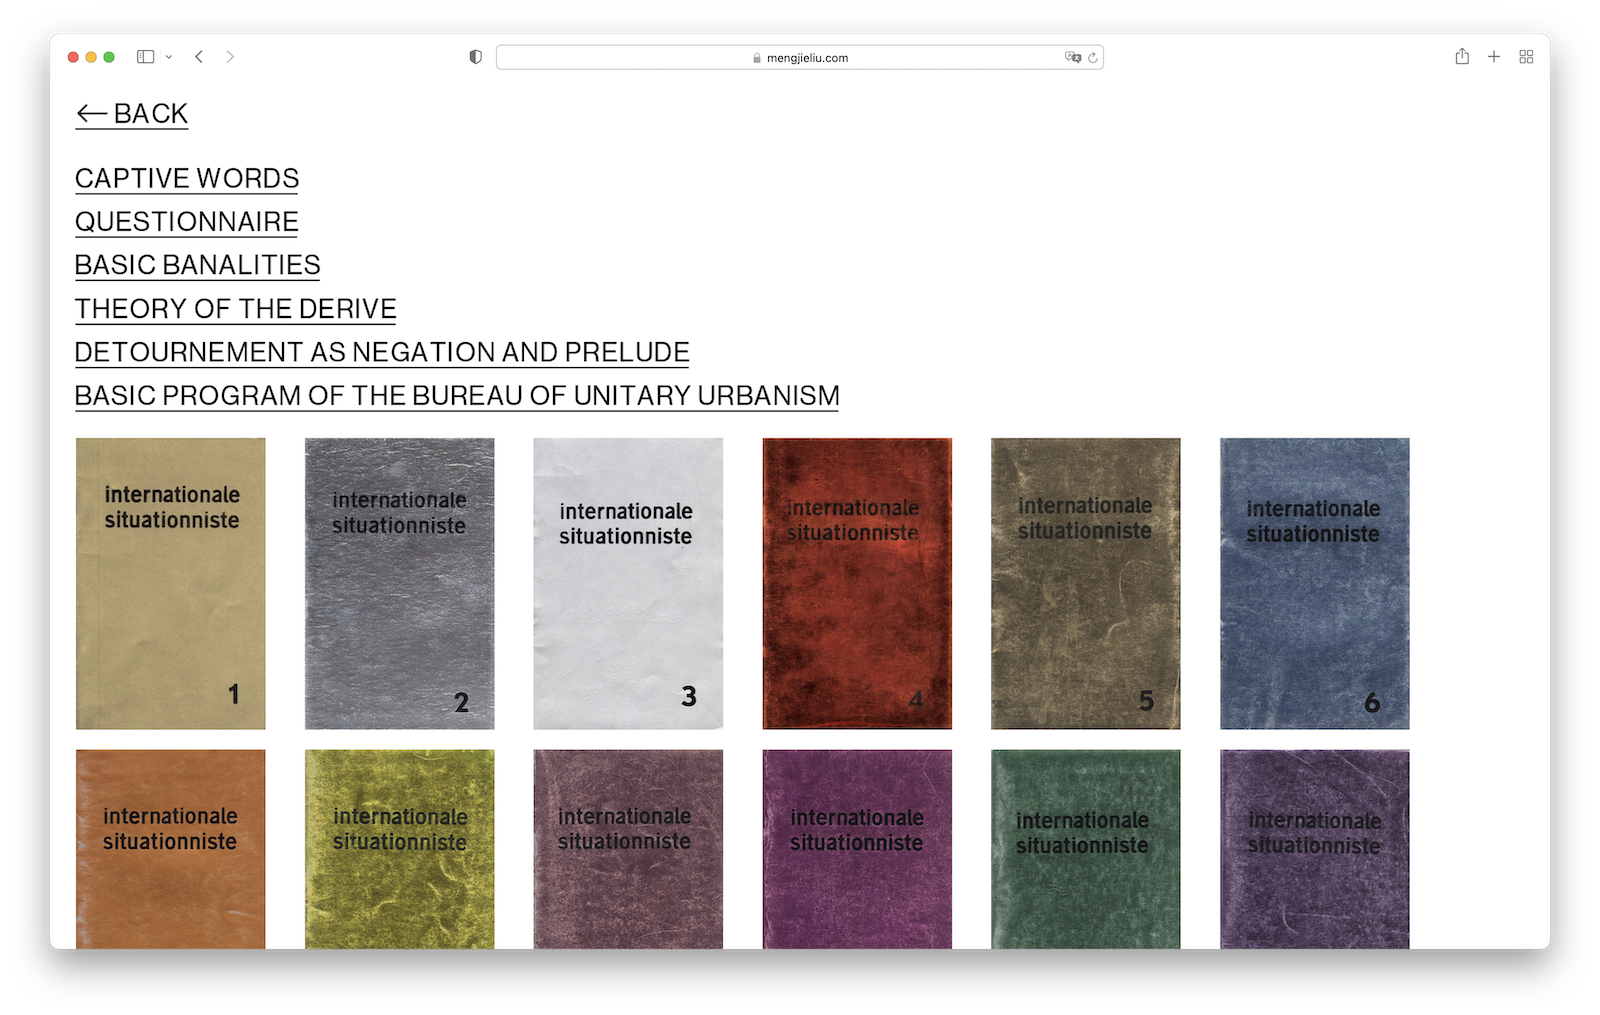 mengjieliu.com
← BACK
CAPTIVE WORDS
QUESTIONNAIRE
BASIC BANALITIES
THEORY OF THE DERIVE
DETOURNEMENT AS NEGATION AND PRELUDE
BASIC PROGRAM OF THE BUREAU OF UNITARY URBANISM
internationale
situationniste
1
internationale
situationniste
2
internationale
situationniste
3
internationale
situationniste
4
internationale
situationniste
5
internationale
situationniste
6
internationale
situationniste
internationale
situationniste
internationale
situationniste
internationale
situationniste
internationale
situationniste
internationale
situationniste